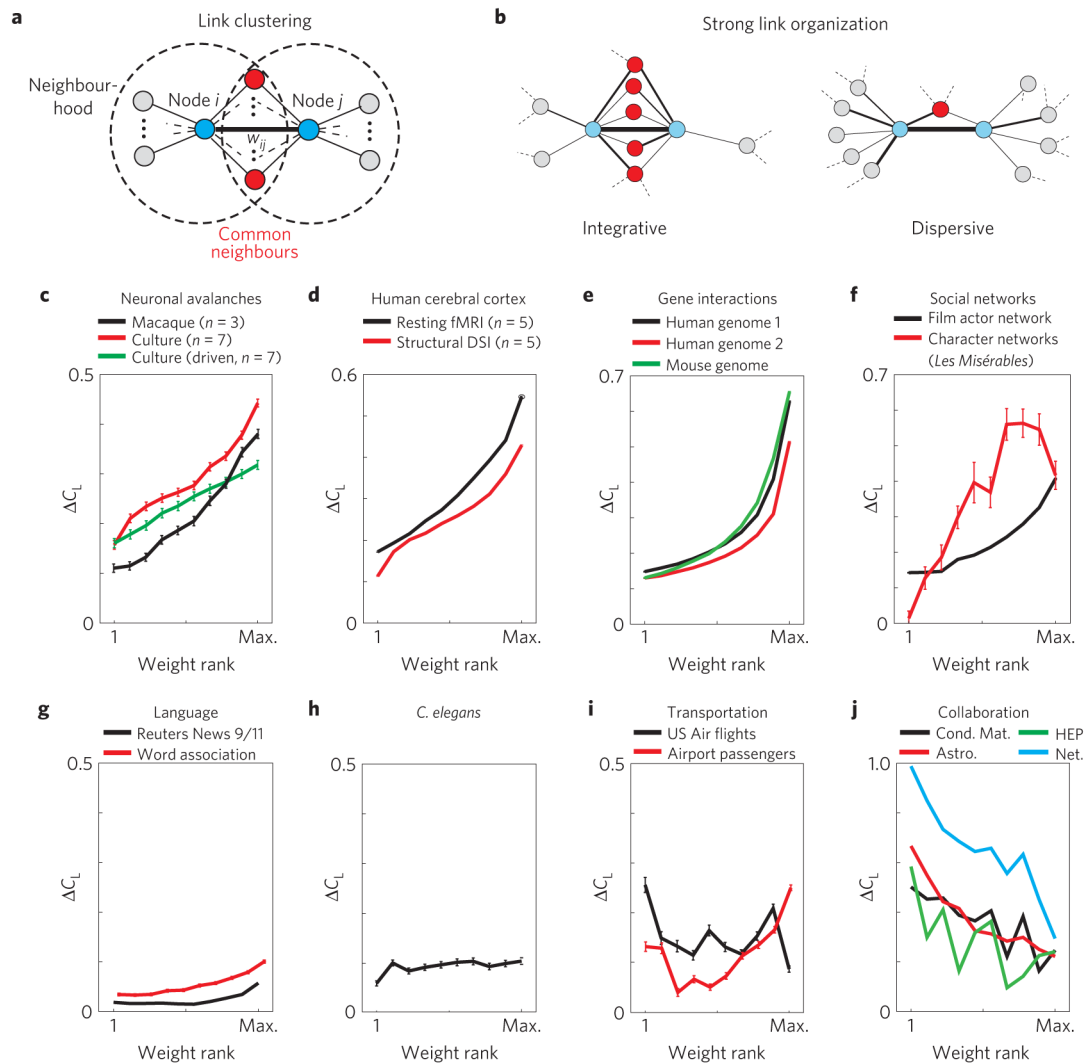 a
Link clustering
Neighbour-
hood
Node i
Node j
w_ij
Common
neighbours
b
Strong link organization
Integrative
Dispersive
c
Neuronal avalanches
Macaque (n = 3)
Culture (n = 7)
Culture (driven, n = 7)
0.5
ΔC_L
0
1
Max.
Weight rank
d
Human cerebral cortex
Resting fMRI (n = 5)
Structural DSI (n = 5)
0.6
ΔC_L
0
1
Max.
Weight rank
e
Gene interactions
Human genome 1
Human genome 2
Mouse genome
0.7
ΔC_L
0
1
Max.
Weight rank
f
Social networks
Film actor network
Character networks
(Les Misérables)
0.7
ΔC_L
0
1
Max.
Weight rank
g
Language
Reuters News 9/11
Word association
0.5
ΔC_L
0
1
Max.
Weight rank
h
C. elegans
0.5
ΔC_L
0
1
Max.
Weight rank
i
Transportation
US Air flights
Airport passengers
0.5
ΔC_L
0
1
Max.
Weight rank
j
Collaboration
Cond. Mat.
HEP
Astro.
Net.
1.0
ΔC_L
0
1
Max.
Weight rank